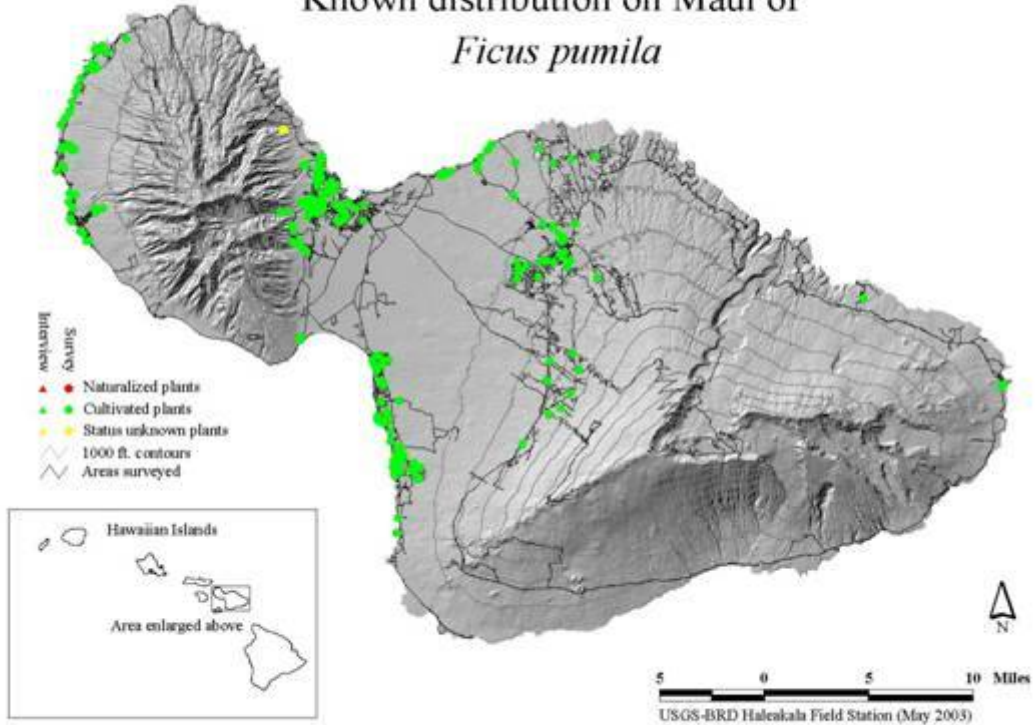 Known distribution on Maui of
Ficus pumila
Interview
Survey
Naturalized plants
Cultivated plants
Status unknown plants
1000 ft. contours
Areas surveyed
Hawaiian Islands
Area enlarged above
N
5 0 5 10 Miles
USGS-BRD Haleakala Field Station (May 2003)